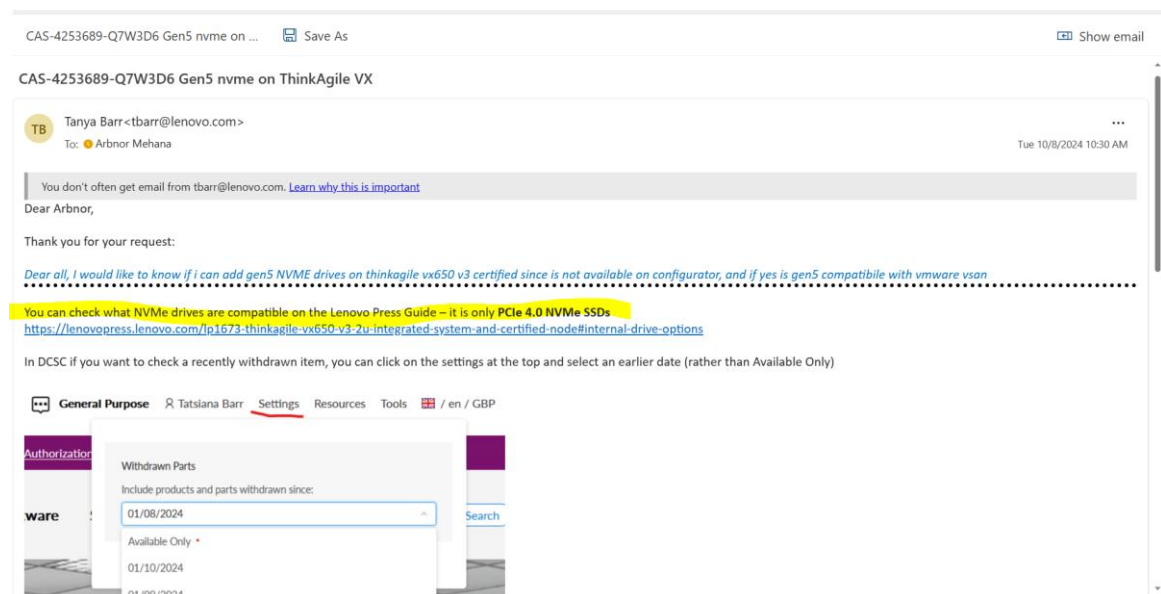 CAS-4253689-Q7W3D6 Gen5 nvme on ... Save As Show email
CAS-4253689-Q7W3D6 Gen5 nvme on ThinkAgile VX
TB
Tanya Barr<tbarr@lenovo.com>
...
To: Arbnor Mehana
Tue 10/8/2024 10:30 AM
You don't often get email from tbarr@lenovo.com. Learn why this is important
Dear Arbnor,
Thank you for your request:
Dear all, I would like to know if i can add gen5 NVME drives on thinkagile vx650 v3 certified since is not available on configurator, and if yes is gen5 compatibile with vmware vsan
You can check what NVMe drives are compatible on the Lenovo Press Guide – it is only PCIe 4.0 NVMe SSDs
https://lenovopress.lenovo.com/lp1673-thinkagile-vx650-v3-2u-integrated-system-and-certified-node#internal-drive-options
In DCSC if you want to check a recently withdrawn item, you can click on the settings at the top and select an earlier date (rather than Available Only)
General Purpose Tatsiana Barr Settings Resources Tools / en / GBP
Authorization
Withdrawn Parts
Include products and parts withdrawn since:
ware
01/08/2024
Search
Available Only *
01/10/2024